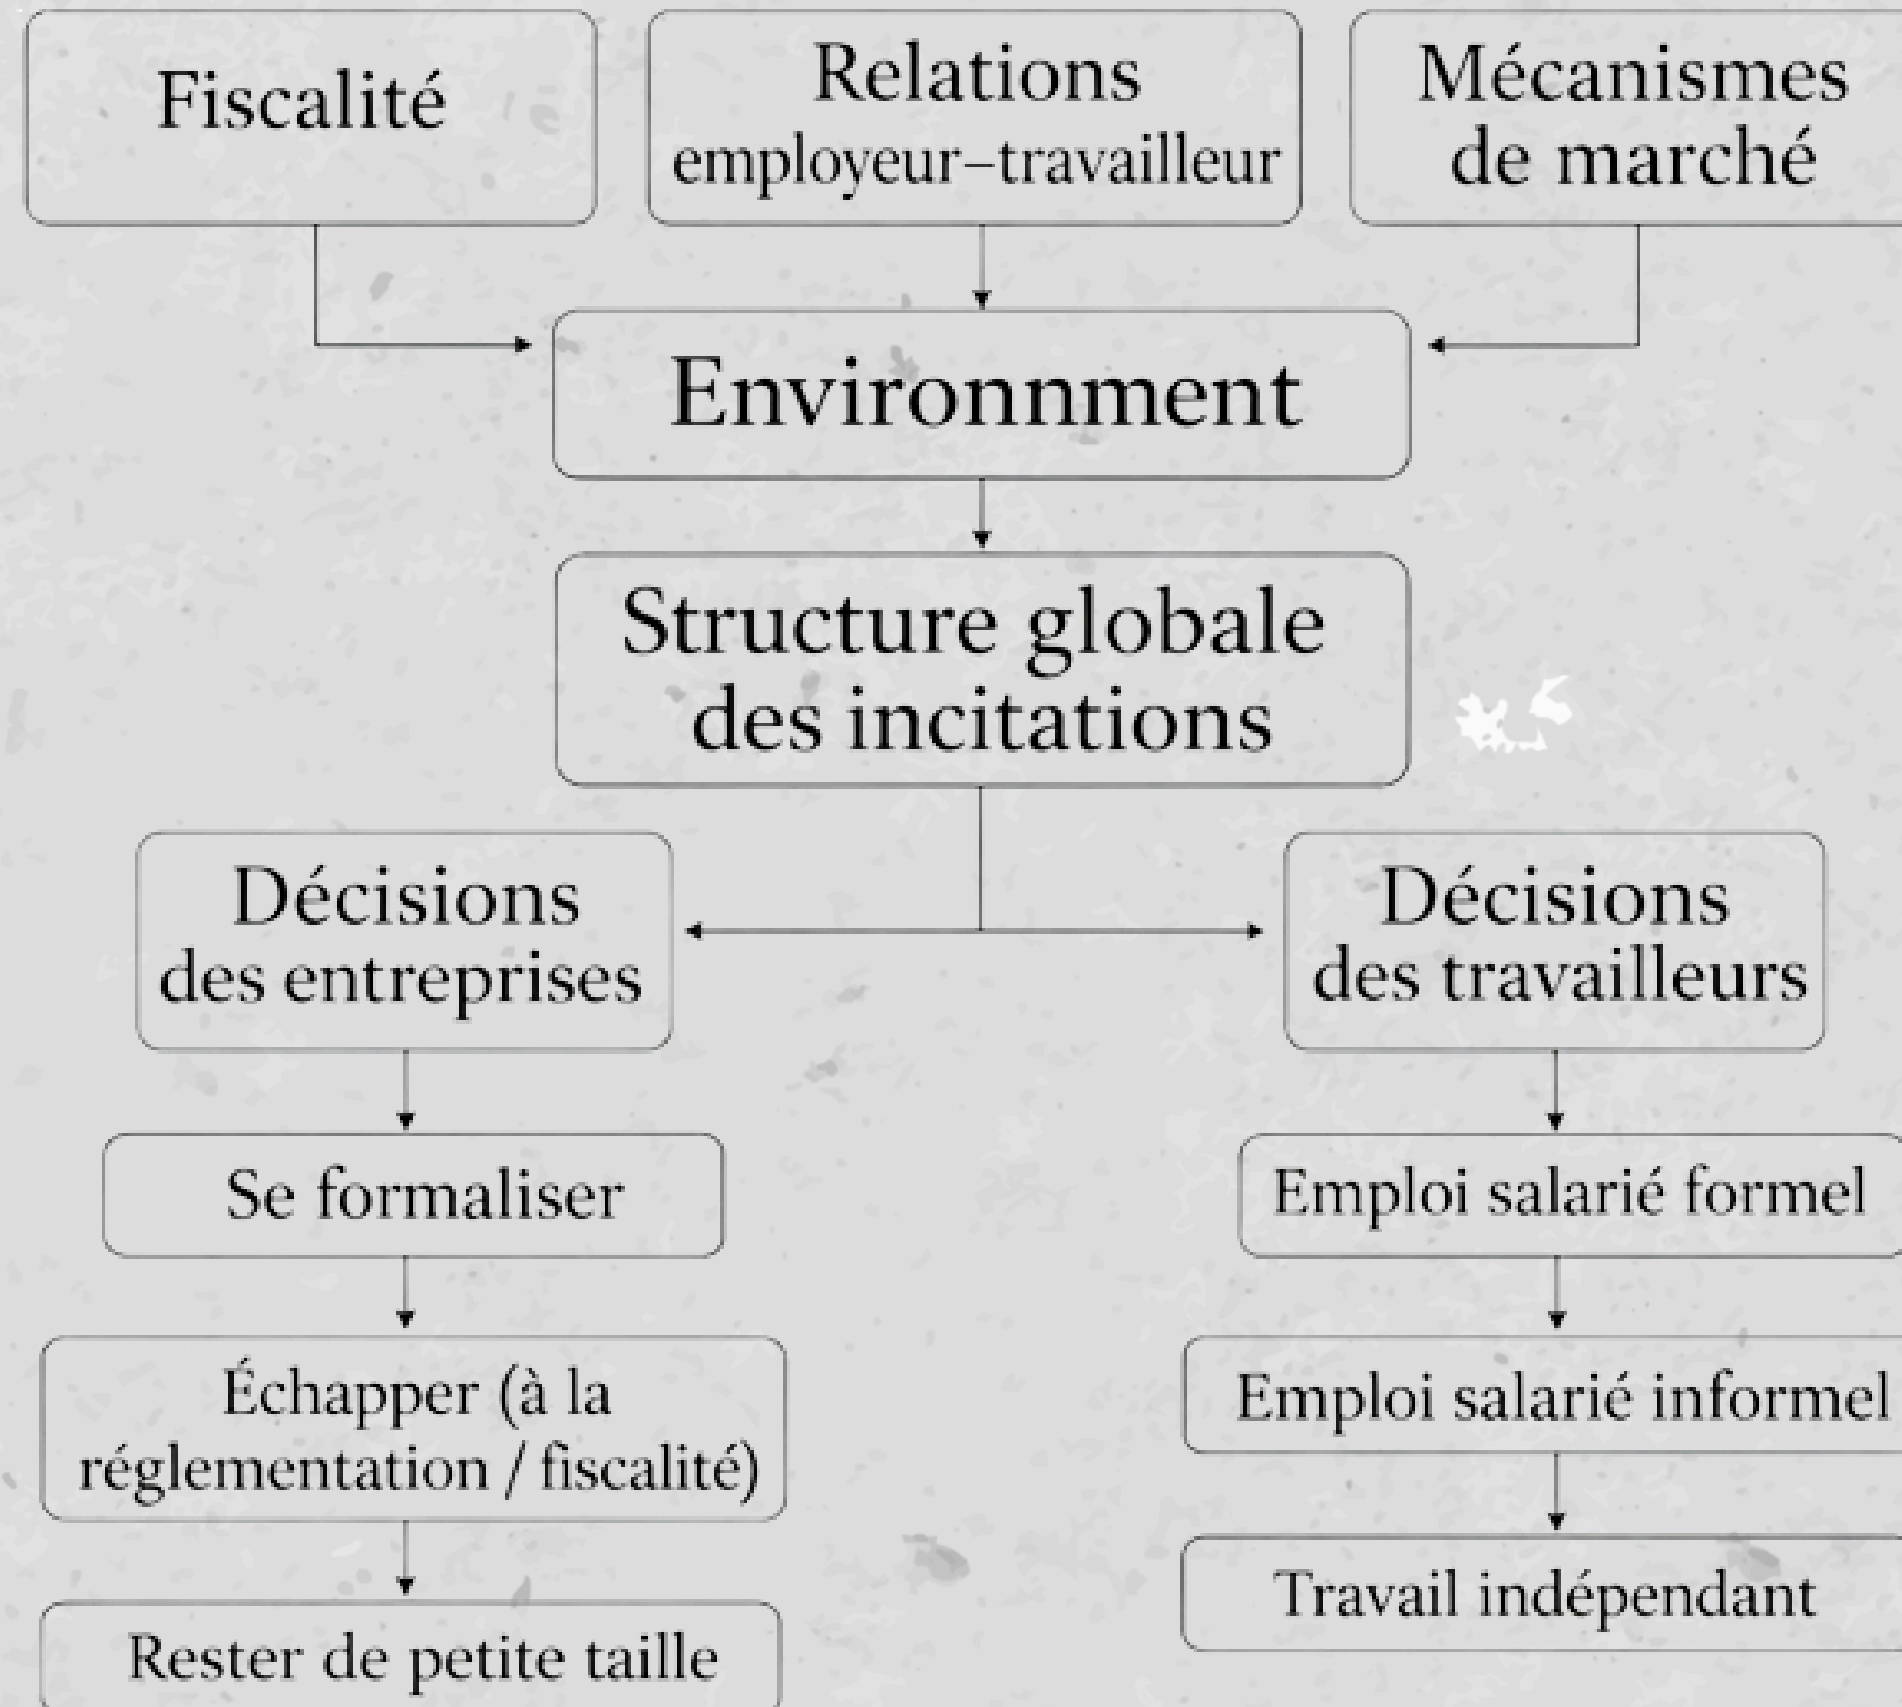 Fiscalité
Relations
employeur–travailleur
Mécanismes
de marché
Environnment
Structure globale
des incitations
Décisions
des entreprises
Décisions
des travailleurs
Se formaliser
Emploi salarié formel
Échapper (à la
réglementation / fiscalité)
Emploi salarié informel
Rester de petite taille
Travail indépendant